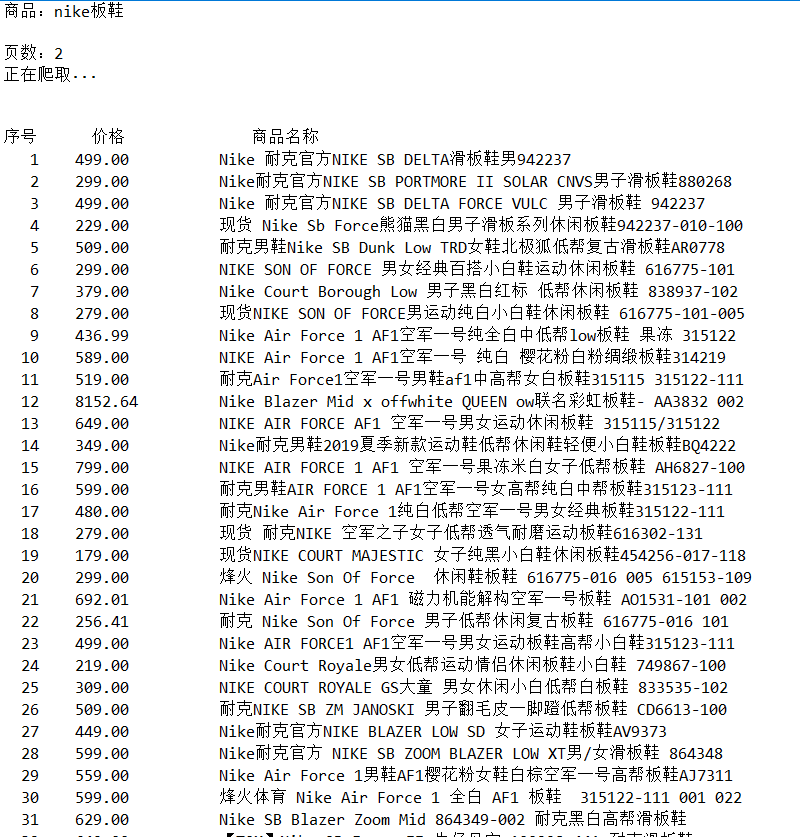 商品: nike板鞋
页数: 2
正在爬取...
序号 价格 商品名称
1 499.00 Nike 耐克官方NIKE SB DELTA滑板鞋男942237
2 299.00 Nike耐克官方NIKE SB PORTMORE II SOLAR CNVS男子滑板鞋880268
3 499.00 Nike 耐克官方NIKE SB DELTA FORCE VULC 男子滑板鞋 942237
4 229.00 现货 Nike Sb Force熊猫黑白男子滑板系列休闲板鞋942237-010-100
5 509.00 耐克男鞋Nike SB Dunk Low TRD女鞋北极狐低帮复古滑板鞋AR0778
6 299.00 NIKE SON OF FORCE 男女经典百搭小白鞋运动休闲板鞋 616775-101
7 379.00 Nike Court Borough Low 男子黑白红标 低帮休闲板鞋 838937-102
8 279.00 现货NIKE SON OF FORCE男运动纯白小白鞋休闲板鞋 616775-101-005
9 436.99 Nike Air Force 1 AF1空军一号纯全白中低帮low板鞋 果冻 315122
10 589.00 NIKE Air Force 1 AF1空军一号 纯白 樱花粉白粉绸缎板鞋314219
11 519.00 耐克Air Force1空军一号男鞋af1中高帮女白板鞋315115 315122-111
12 8152.64 Nike Blazer Mid x offwhite QUEEN ow联名彩虹板鞋- AA3832 002
13 649.00 NIKE AIR FORCE AF1 空军一号男女运动休闲板鞋 315115/315122
14 349.00 Nike耐克男鞋2019夏季新款运动鞋低帮休闲鞋轻便小白鞋板鞋BQ4222
15 799.00 NIKE AIR FORCE 1 AF1 空军一号果冻米白女子低帮板鞋 AH6827-100
16 599.00 耐克男鞋AIR FORCE 1 AF1空军一号女高帮纯白中帮板鞋315123-111
17 480.00 耐克Nike Air Force 1纯白低帮空军一号男女经典板鞋315122-111
18 279.00 现货 耐克NIKE 空军之子女子低帮透气耐磨运动板鞋616302-131
19 179.00 现货NIKE COURT MAJESTIC 女子纯黑小白鞋休闲板鞋454256-017-118
20 299.00 烽火 Nike Son Of Force  休闲鞋板鞋 616775-016 005 615153-109
21 692.01 Nike Air Force 1 AF1 磁力机能解构空军一号板鞋 AO1531-101 002
22 256.41 耐克 Nike Son Of Force 男子低帮休闲复古板鞋 616775-016 101
23 499.00 Nike AIR FORCE1 AF1空军一号男女运动板鞋高帮小白鞋315123-111
24 219.00 Nike Court Royale男女低帮运动情侣休闲板鞋小白鞋 749867-100
25 309.00 NIKE COURT ROYALE GS大童 男女休闲小白低帮白板鞋 833535-102
26 509.00 耐克NIKE SB ZM JANOSKI 男子翻毛皮一脚蹬低帮板鞋 CD6613-100
27 449.00 Nike耐克官方NIKE BLAZER LOW SD 女子运动鞋板鞋AV9373
28 599.00 Nike耐克官方 NIKE SB ZOOM BLAZER LOW XT男/女滑板鞋 864348
29 559.00 Nike Air Force 1男鞋AF1樱花粉女鞋白棕空军一号高帮板鞋AJ7311
30 599.00 烽火体育 Nike Air Force 1 全白 AF1 板鞋  315122-111 001 022
31 629.00 Nike SB Blazer Zoom Mid 864349-002 耐克黑白高帮滑板鞋